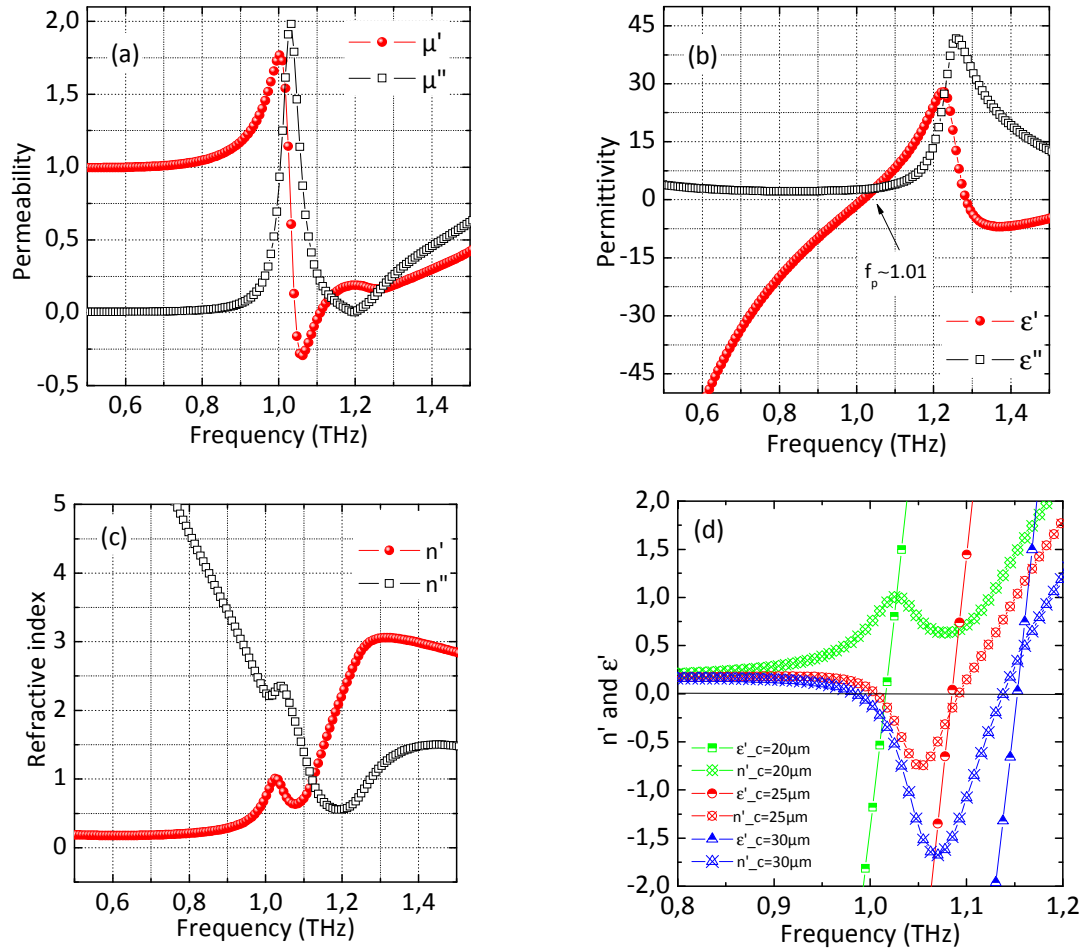 (a)
μ'
μ"
2,0
1,5
1,0
0,5
0,0
-0,5
Permeability
0,6 0,8 1,0 1,2 1,4
Frequency (THz)
(b)
45
30
15
0
-15
-30
-45
Permittivity
f_p~1.01
ε'
ε"
0,6 0,8 1,0 1,2 1,4
Frequency (THz)
(c)
n'
n"
5
4
3
2
1
0
Refractive index
0,6 0,8 1,0 1,2 1,4
Frequency (THz)
(d)
2,0
1,5
1,0
0,5
0,0
-0,5
-1,0
-1,5
-2,0
n' and ε'
ε'_c=20μm
n'_c=20μm
ε'_c=25μm
n'_c=25μm
ε'_c=30μm
n'_c=30μm
0,8 0,9 1,0 1,1 1,2
Frequency (THz)